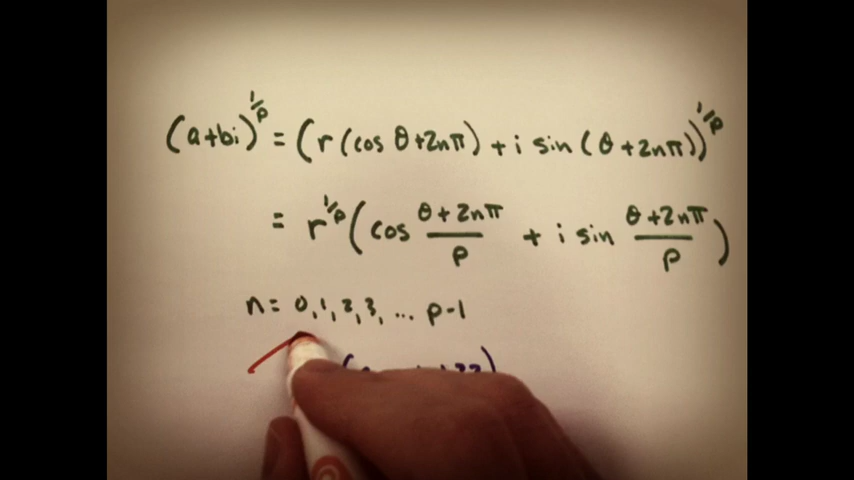 (a+bi)^1/p = (r (cos θ+2nπ) + i sin (θ + 2nπ))^1/p
= r^1/p (cos (θ + 2nπ)/p + i sin (θ + 2nπ)/p)
n = 0, 1, 2, 3, ... p-1